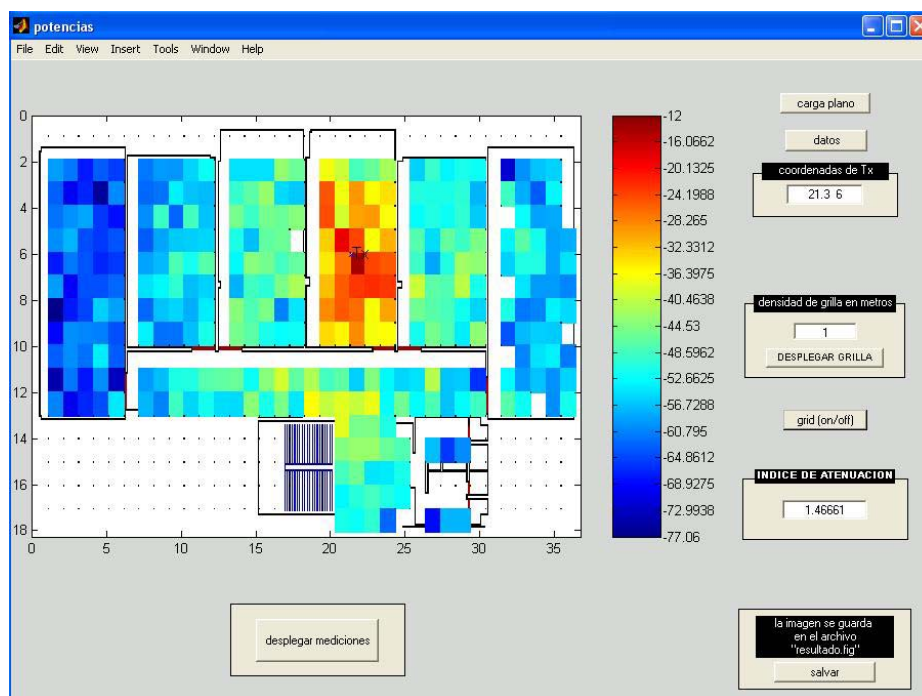 potencias
File Edit View Insert Tools Window Help
0
2
4
6
8
10
12
14
16
18
0 5 10 15 20 25 30 35
Tx
-12
-16.0662
-20.1325
-24.1988
-28.265
-32.3312
-36.3975
-40.4638
-44.53
-48.5962
-52.6625
-56.7288
-60.795
-64.8612
-68.9275
-72.9938
-77.06
carga plano
datos
coordenadas de Tx
21.3 6
densidad de grilla en metros
1
DESPLEGAR GRILLA
grid (on/off)
INDICE DE ATENUACION
1.46661
desplegar mediciones
la imagen se guarda
en el archivo
"resultado.fig"
salvar